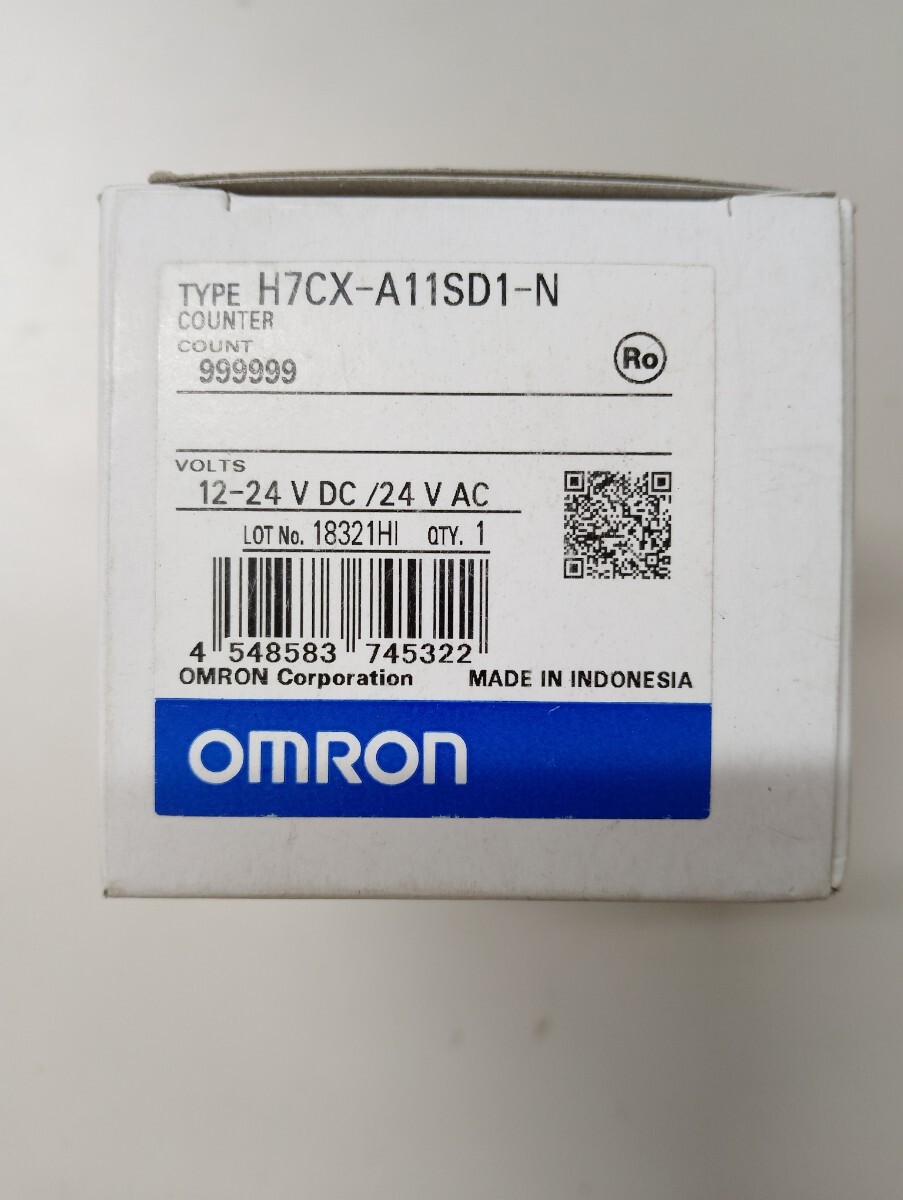 TYPE H7CX-A11SD1-N
COUNTER
COUNT
999999
Ro
VOLTS
12-24 V DC /24 V AC
LOT No. 18321HI QTY. 1
4 548583 745322
OMRON Corporation MADE IN INDONESIA
OMRON